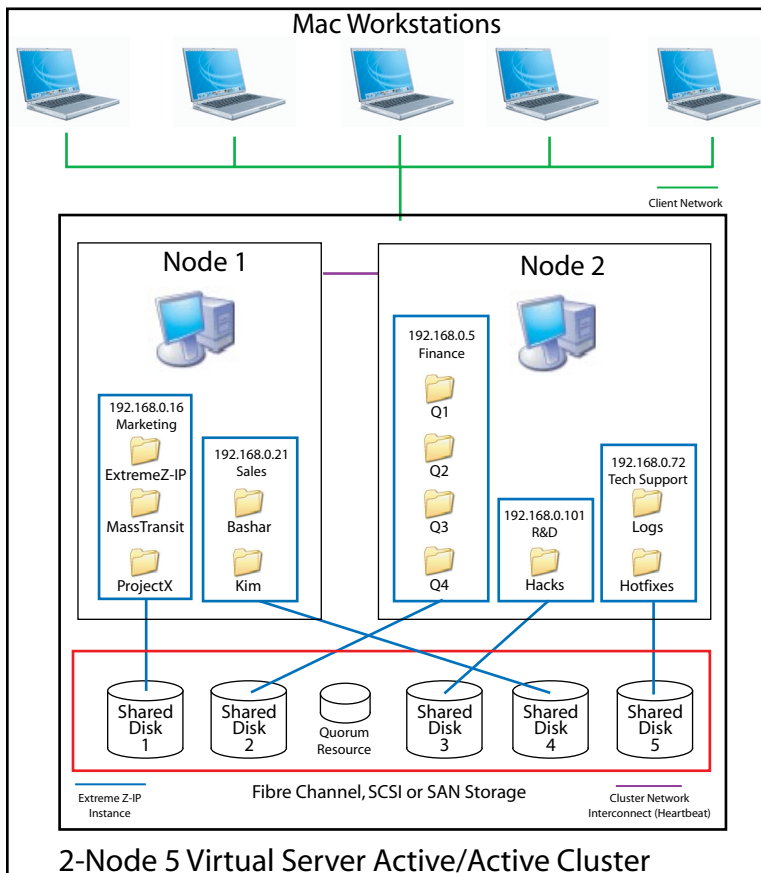 Mac Workstations
Client Network
Node 1
Node 2
192.168.0.16
Marketing
ExtremeZ-IP
MassTransit
ProjectX
192.168.0.21
Sales
Bashar
Kim
192.168.0.5
Finance
Q1
Q2
Q3
Q4
192.168.0.101
R&D
Hacks
192.168.0.72
Tech Support
Logs
Hotfixes
Shared
Disk
1
Shared
Disk
2
Quorum
Resource
Shared
Disk
3
Shared
Disk
4
Shared
Disk
5
Extreme Z-IP
Instance
Fibre Channel, SCSI or SAN Storage
Cluster Network
Interconnect (Heartbeat)
2-Node 5 Virtual Server Active/Active Cluster